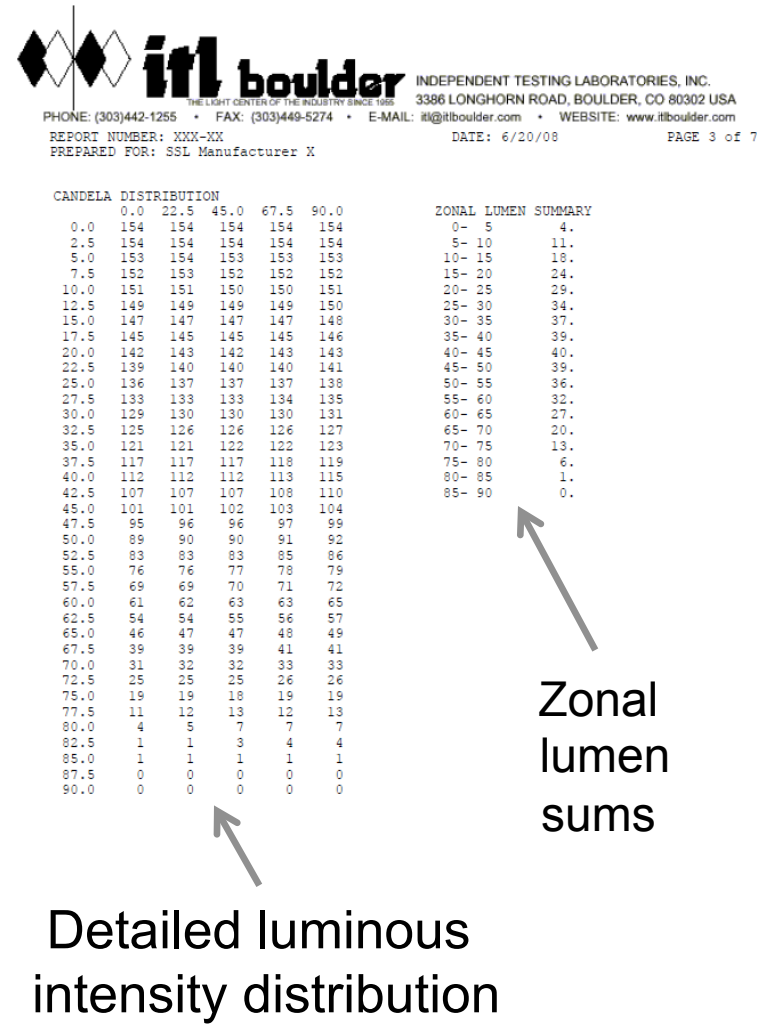 itl boulder
THE LIGHT CENTER OF THE INDUSTRY SINCE 1955
INDEPENDENT TESTING LABORATORIES, INC.
3386 LONGHORN ROAD, BOULDER, CO 80302 USA
PHONE: (303)442-1255 • FAX: (303)449-5274 • E-MAIL: itl@itlboulder.com • WEBSITE: www.itlboulder.com
REPORT NUMBER: XXX-XX DATE: 6/20/08 PAGE 3 of 7
PREPARED FOR: SSL Manufacturer X
CANDELA DISTRIBUTION
0.0 22.5 45.0 67.5 90.0
0.0 154 154 154 154 154
2.5 154 154 154 154 154
5.0 153 154 153 153 153
7.5 152 153 152 152 152
10.0 151 151 150 150 151
12.5 149 149 149 149 150
15.0 147 147 147 147 148
17.5 145 145 145 145 146
20.0 142 143 142 143 143
22.5 139 140 140 140 141
25.0 136 137 137 137 138
27.5 133 133 133 134 135
30.0 129 130 130 130 131
32.5 125 126 126 126 127
35.0 121 121 122 122 123
37.5 117 117 117 118 119
40.0 112 112 112 113 115
42.5 107 107 107 108 110
45.0 101 101 102 103 104
47.5 95 96 96 97 99
50.0 89 90 90 91 92
52.5 83 83 83 85 86
55.0 76 76 77 78 79
57.5 69 69 70 71 72
60.0 61 62 63 63 65
62.5 54 54 55 56 57
65.0 46 47 47 48 49
67.5 39 39 39 41 41
70.0 31 32 32 33 33
72.5 25 25 25 26 26
75.0 19 19 18 19 19
77.5 11 12 13 12 13
80.0 4 5 7 7 7
82.5 1 1 3 4 4
85.0 1 1 1 1 1
87.5 0 0 0 0 0
90.0 0 0 0 0 0
ZONAL LUMEN SUMMARY
0- 5 4.
5- 10 11.
10- 15 18.
15- 20 24.
20- 25 29.
25- 30 34.
30- 35 37.
35- 40 39.
40- 45 40.
45- 50 39.
50- 55 36.
55- 60 32.
60- 65 27.
65- 70 20.
70- 75 13.
75- 80 6.
80- 85 1.
85- 90 0.
Zonal
lumen
sums
Detailed luminous
intensity distribution